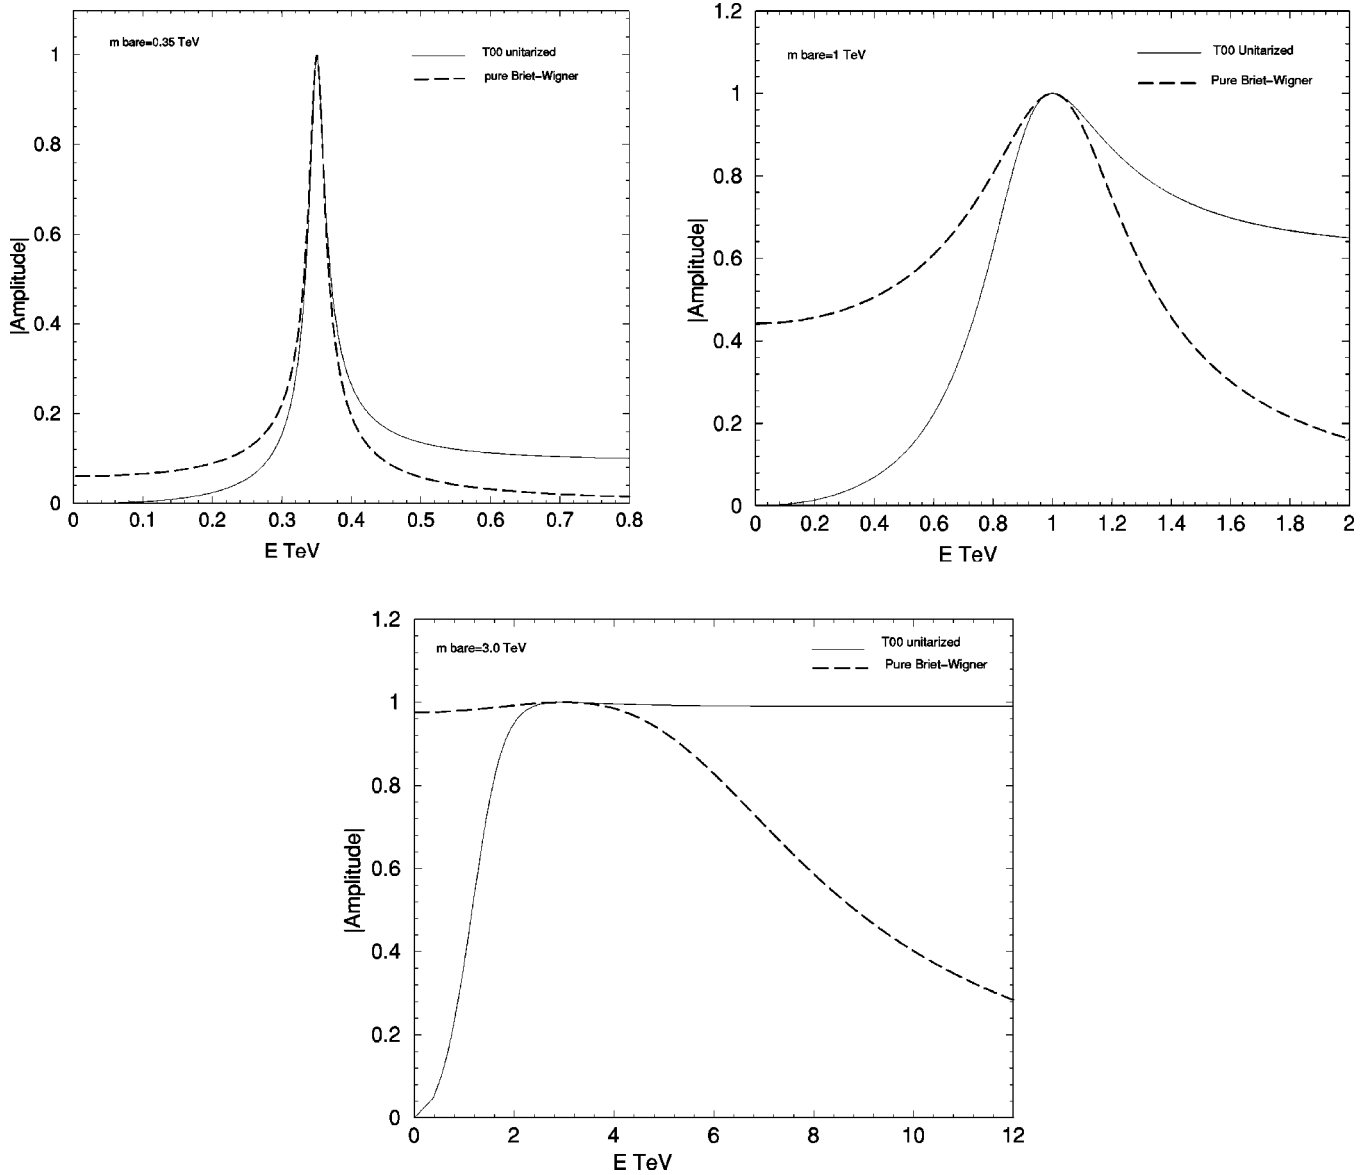 m bare=0.35 TeV
T00 unitarized
pure Briet-Wigner
1
0.8
0.6
0.4
0.2
0
|Amplitude|
0 0.1 0.2 0.3 0.4 0.5 0.6 0.7 0.8
E TeV
m bare=1 TeV
T00 Unitarized
Pure Briet-Wigner
1.2
1
0.8
0.6
0.4
0.2
0
|Amplitude|
0 0.2 0.4 0.6 0.8 1 1.2 1.4 1.6 1.8 2
E TeV
m bare=3.0 TeV
T00 unitarized
Pure Briet-Wigner
1.2
1
0.8
0.6
0.4
0.2
0
|Amplitude|
0 2 4 6 8 10 12
E TeV